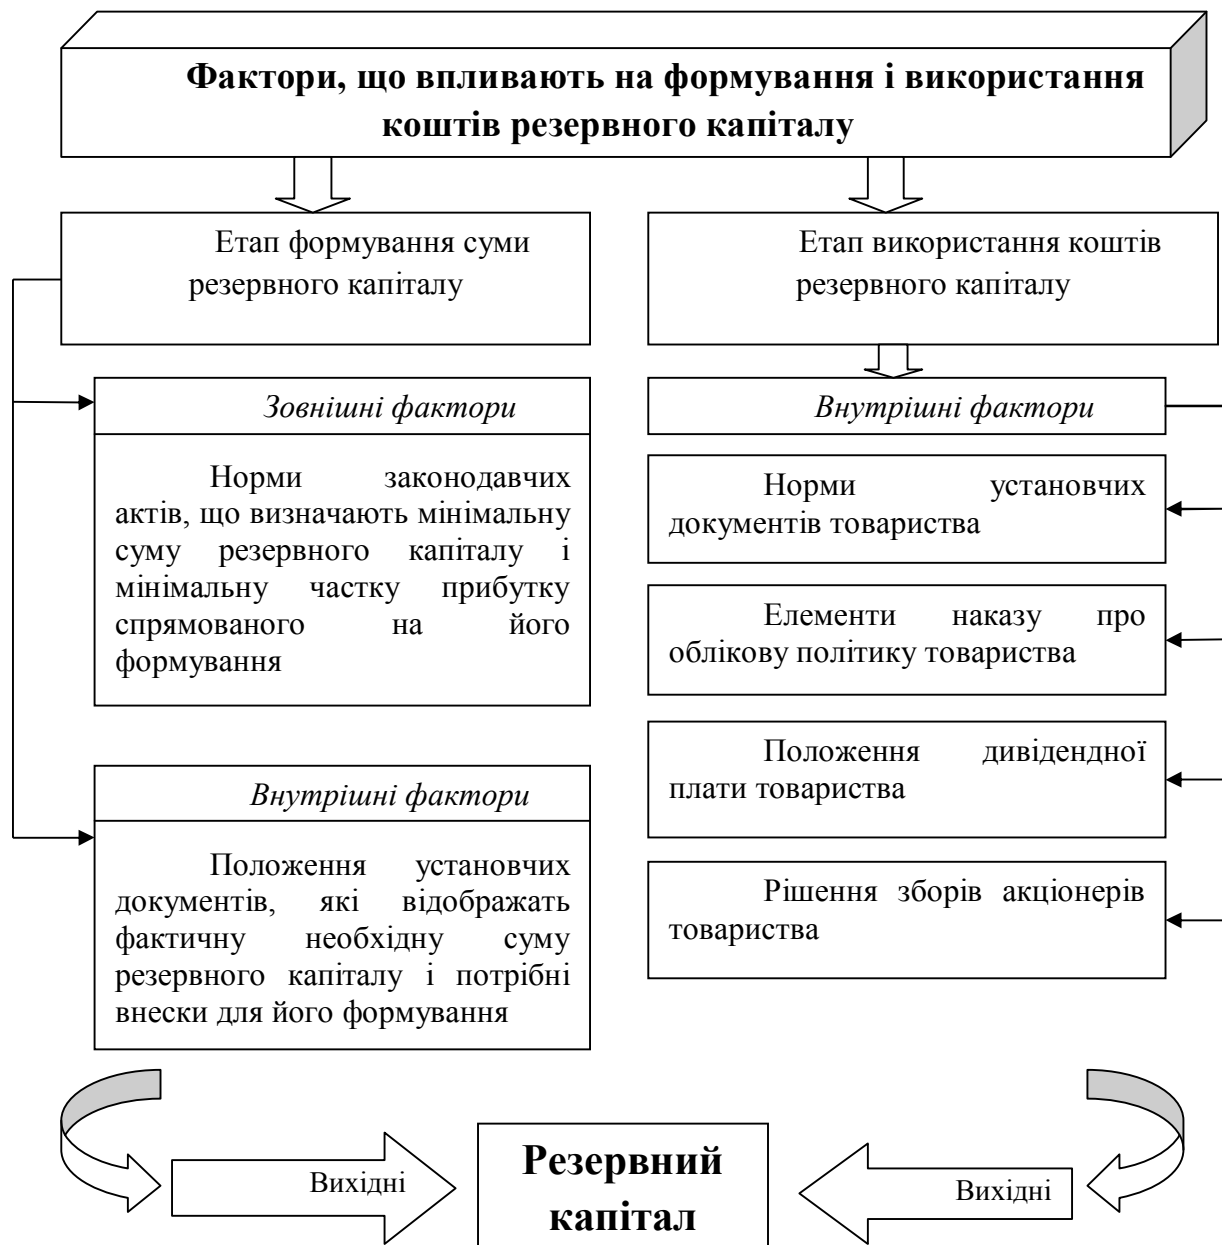 Фактори, що впливають на формування і використання
коштів резервного капіталу
Етап формування суми
резервного капіталу
Етап використання коштів
резервного капіталу
Зовнішні фактори
Норми законодавчих
актів, що визначають мінімальну
суму резервного капіталу і
мінімальну частку прибутку
спрямованого на його
формування
Внутрішні фактори
Положення установчих
документів, які відображать
фактичну необхідну суму
резервного капіталу і потрібні
внески для його формування
Внутрішні фактори
Норми установчих
документів товариства
Елементи наказу про
облікову політику товариства
Положення дивідендної
плати товариства
Рішення зборів акціонерів
товариства
Вихідні
Резервний
капітал
Вихідні